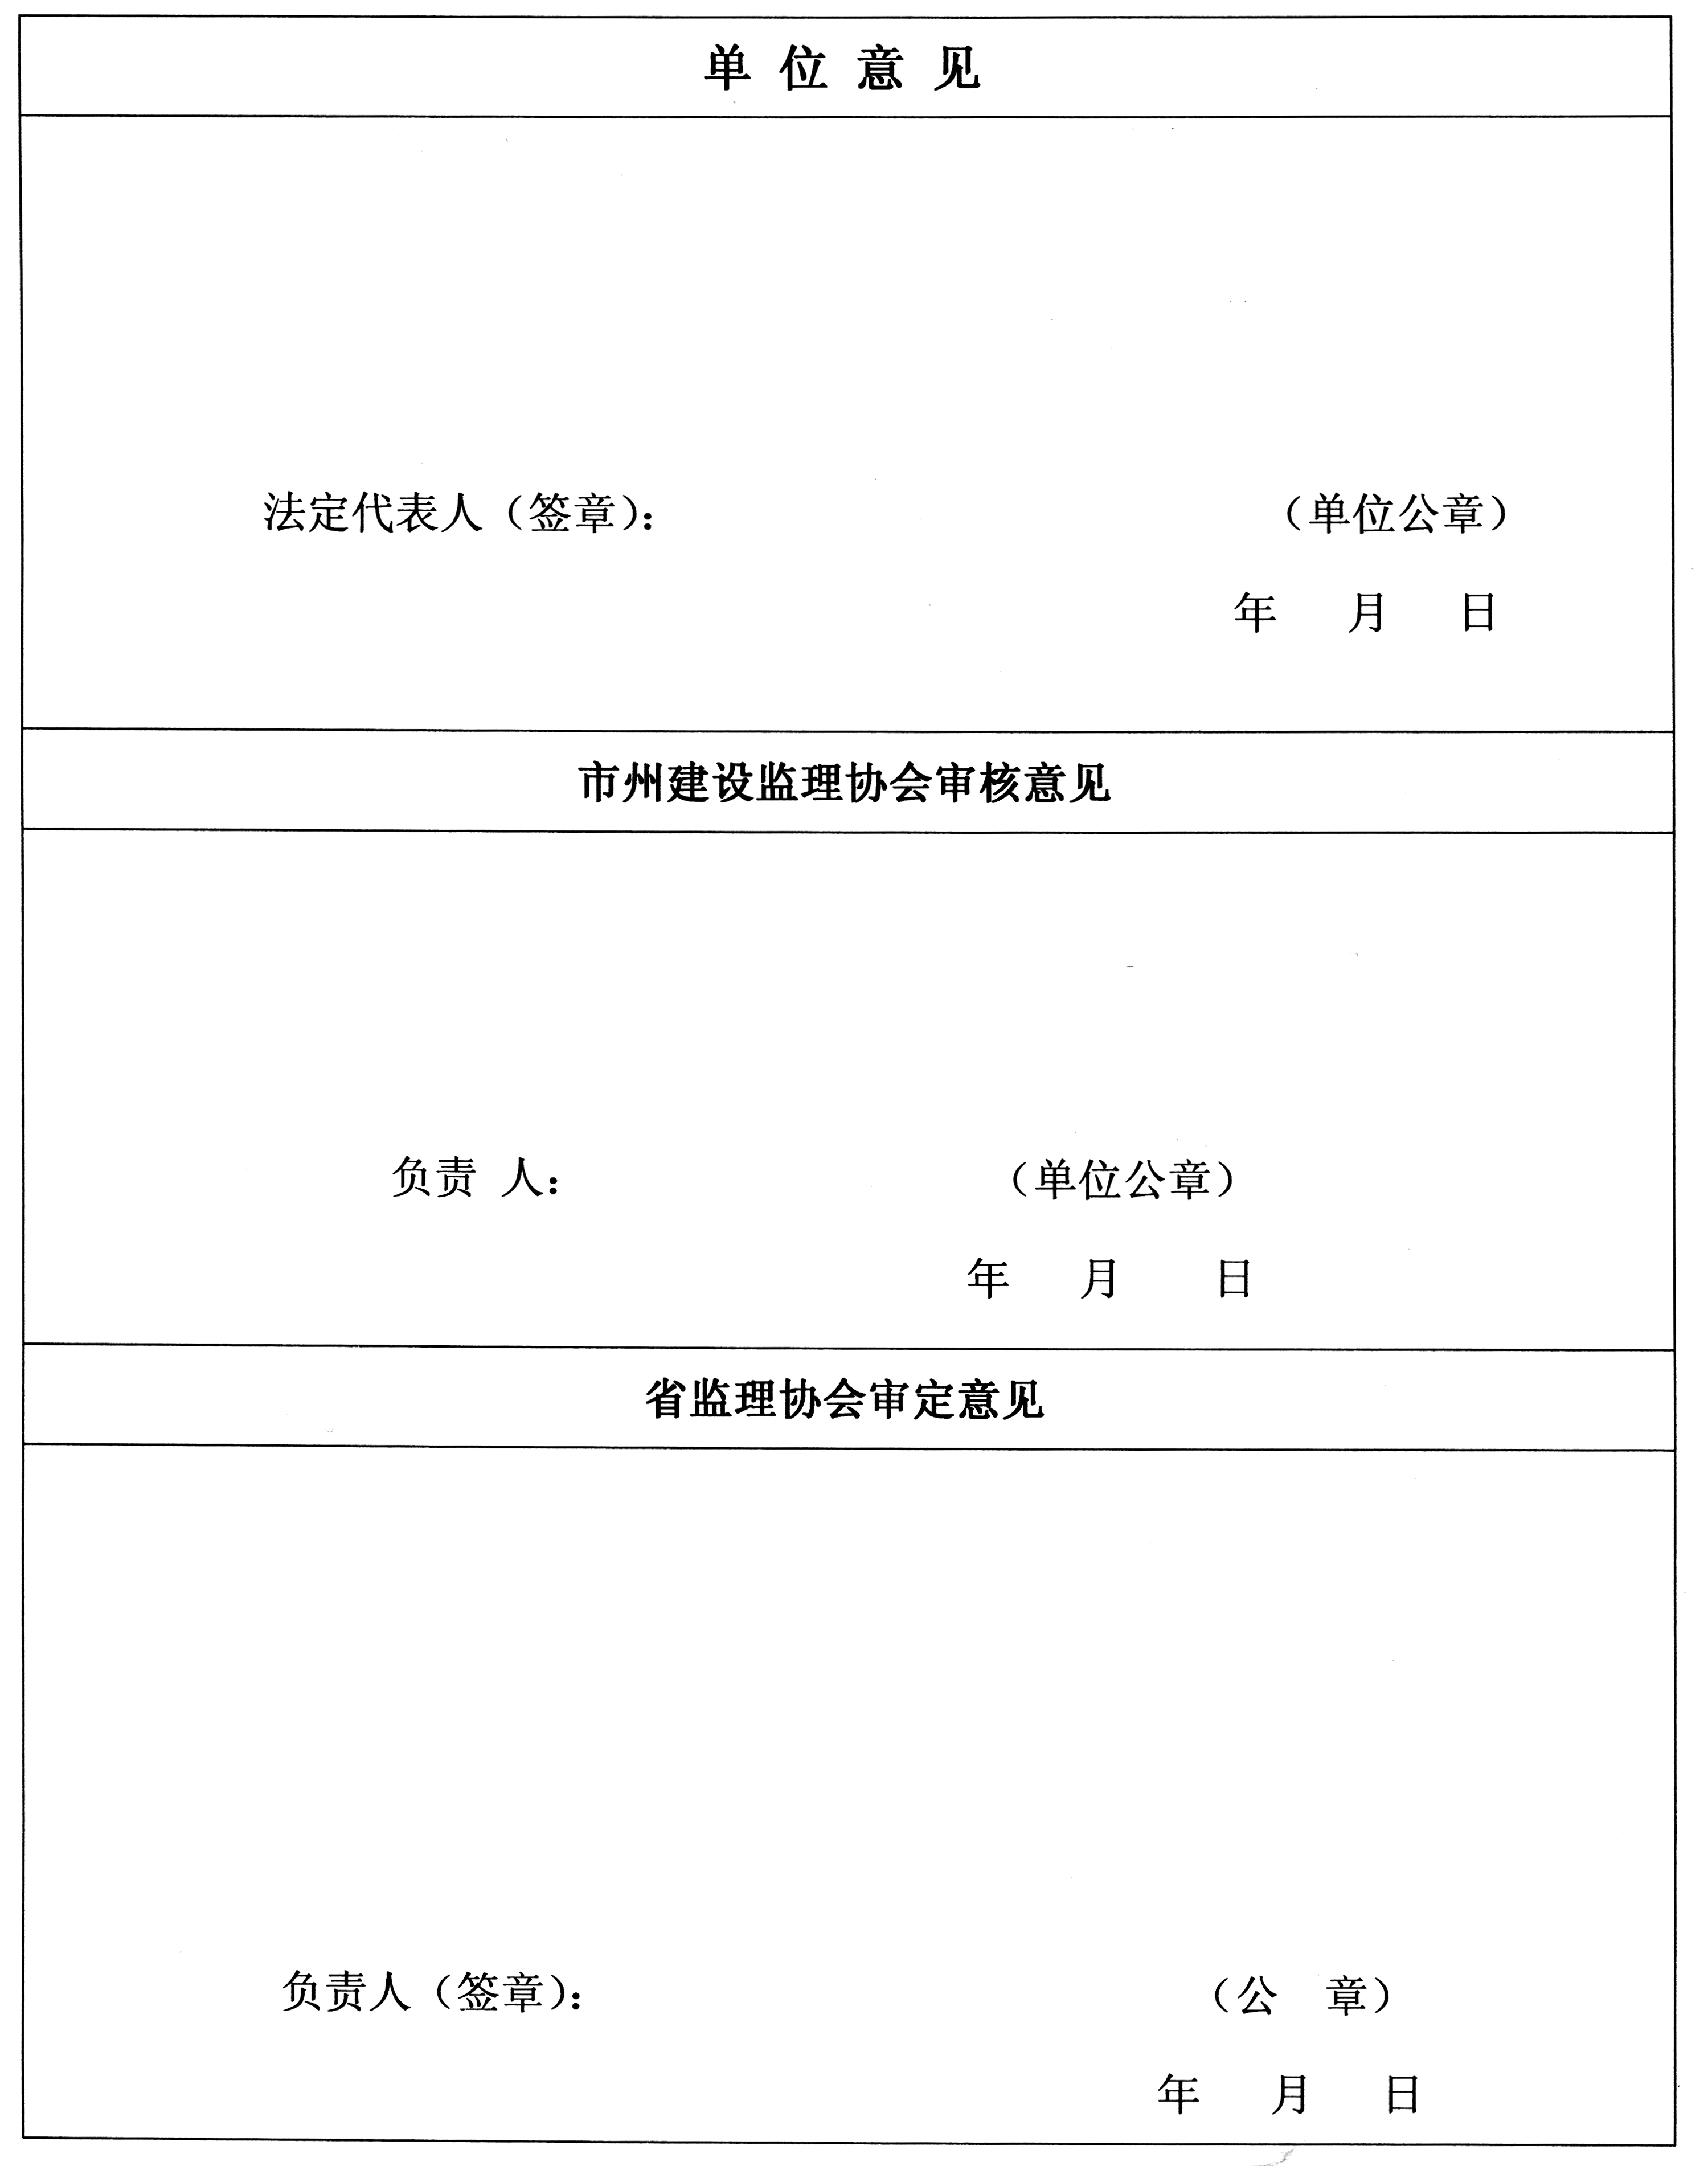 单 位 意 见
法定代表人（签章）： （单位公章）
年 月 日
市州建设监理协会审核意见
负责 人： （单位公章）
年 月 日
省监理协会审定意见
负责人（签章）： （公 章）
年 月 日